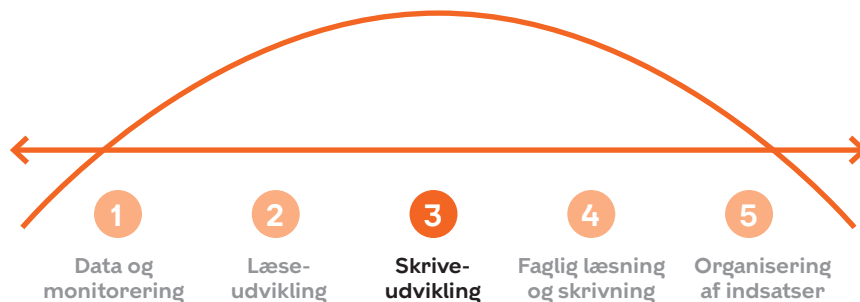 1
Data og
monitorering
2
Læse-
udvikling
3
Skrive-
udvikling
4
Faglig læsning
og skrivning
5
Organisering
af indsatser